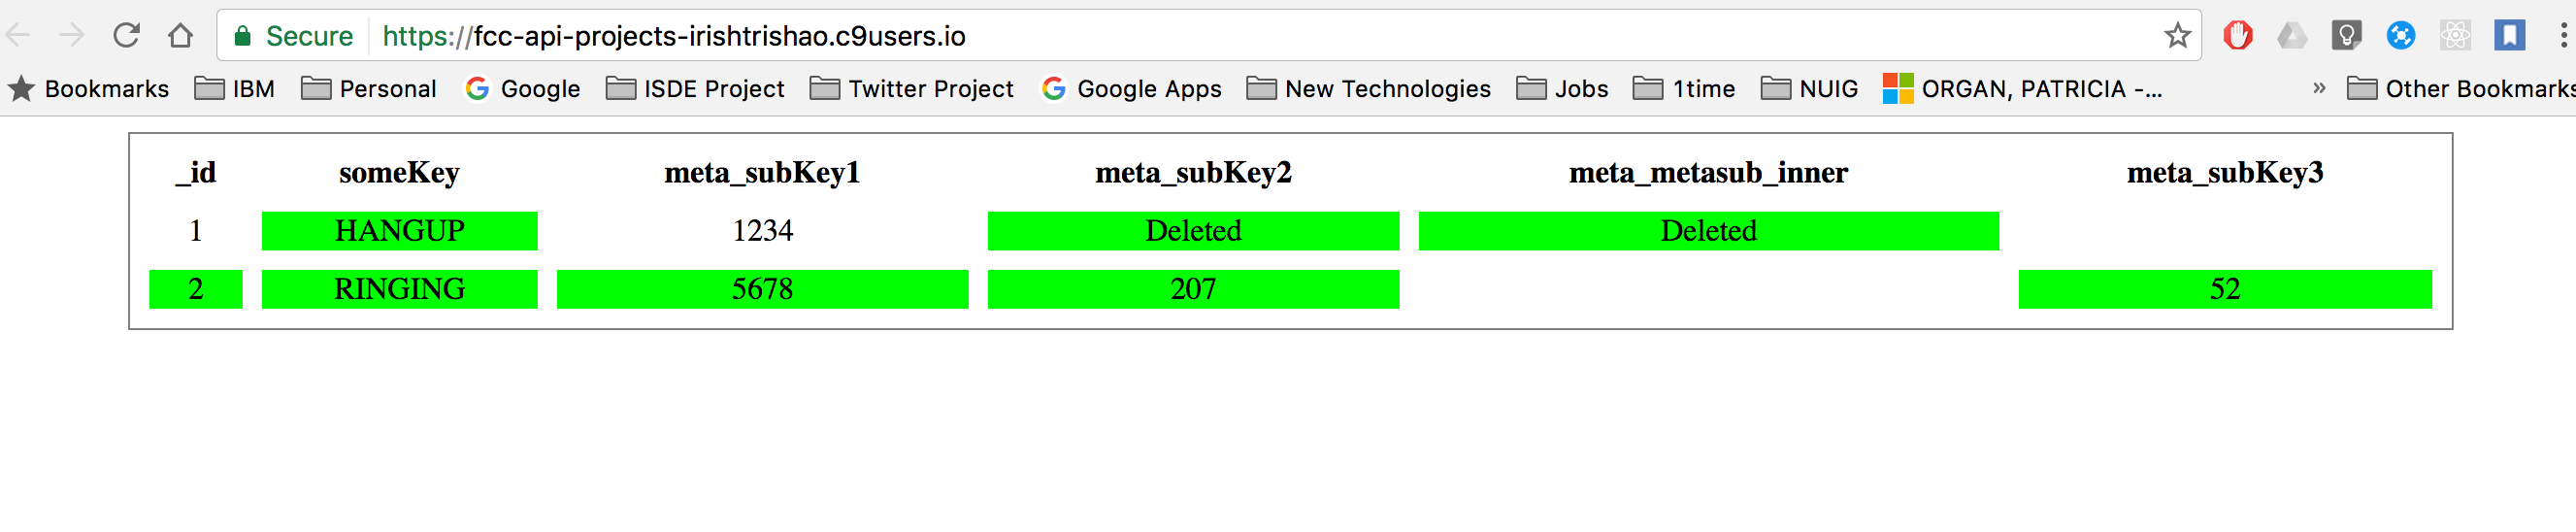 Secure https://fcc-api-projects-irishtrishao.c9users.io
Bookmarks IBM Personal Google ISDE Project Twitter Project Google Apps New Technologies Jobs 1time NUIG ORGAN, PATRICIA -... » Other Bookmarks
_id someKey meta_subKey1 meta_subKey2 meta_metasub_inner meta_subKey3
1 HANGUP 1234 Deleted Deleted
2 RINGING 5678 207 52